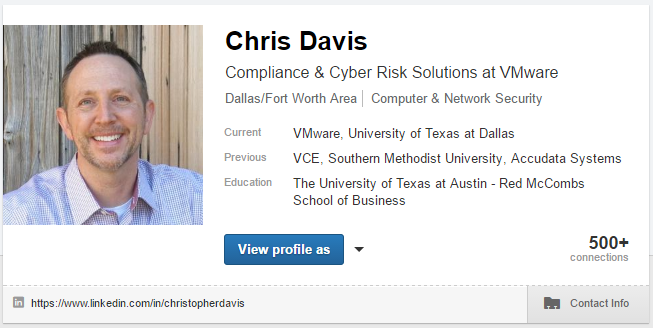 Chris Davis
Compliance & Cyber Risk Solutions at VMware
Dallas/Fort Worth Area | Computer & Network Security
Current VMware, University of Texas at Dallas
Previous VCE, Southern Methodist University, Accudata Systems
Education The University of Texas at Austin - Red McCombs
School of Business
View profile as
500+
connections
in https://www.linkedin.com/in/christopherdavis
Contact Info